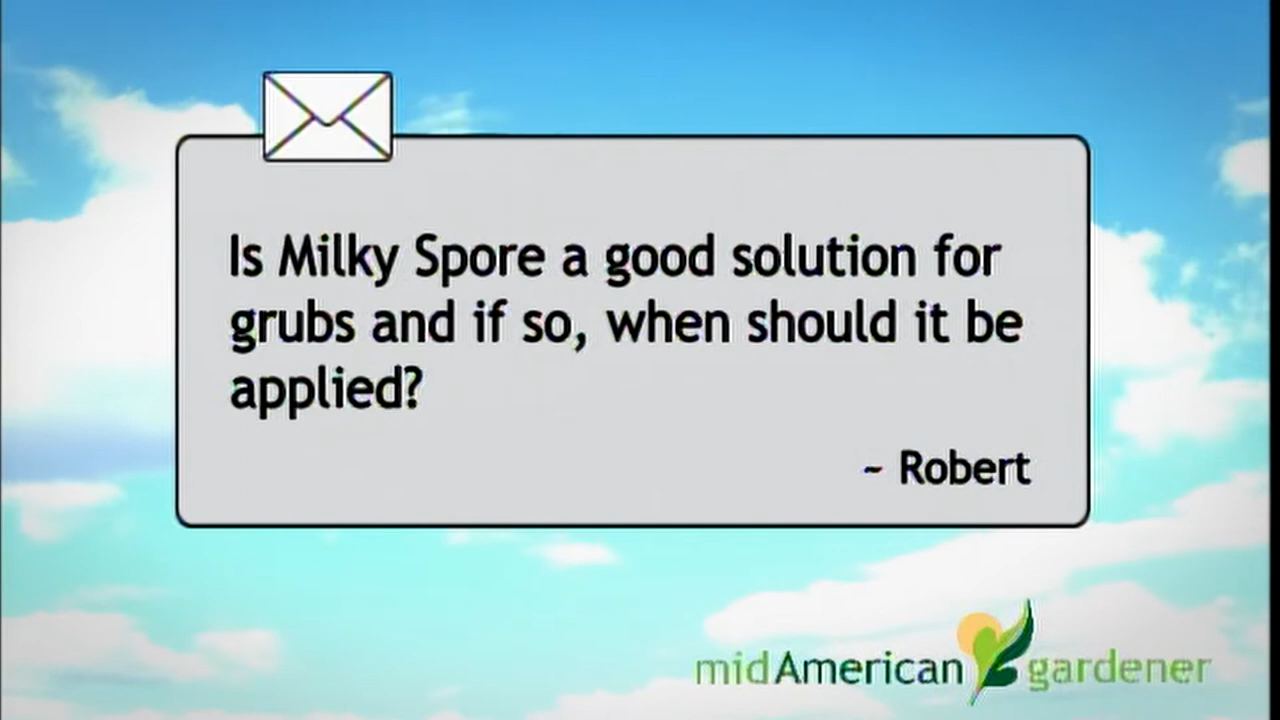 Is Milky Spore a good solution for
grubs and if so, when should it be
applied?
~ Robert
midAmerican gardener